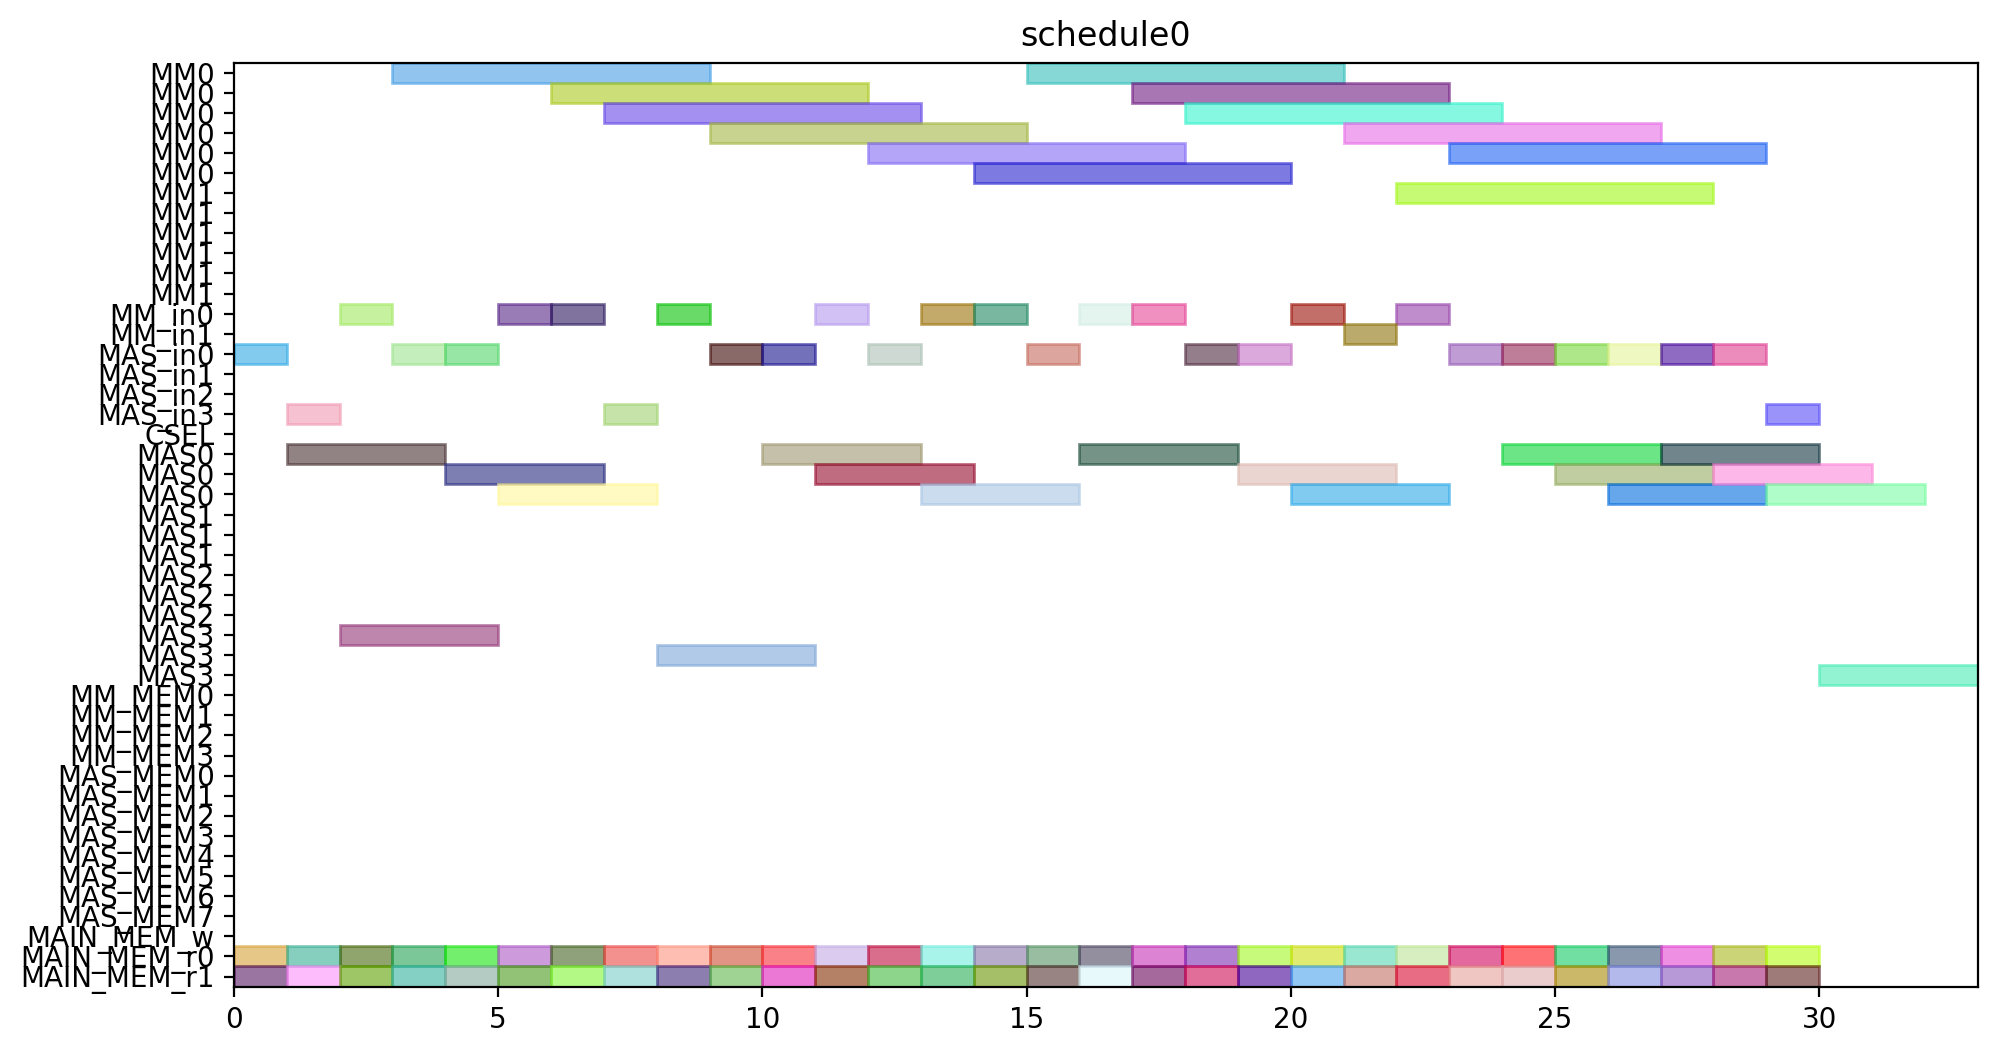 schedule0
MM0
MM0
MM0
MM0
MM0
MM0
MM1
MM1
MM1
MM1
MM1
MM1
MM_in0
MM_in1
MAS_in0
MAS_in1
MAS_in2
MAS_in3
CSEL
MAS0
MAS0
MAS0
MAS1
MAS1
MAS1
MAS2
MAS2
MAS2
MAS3
MAS3
MAS3
MM_MEM0
MM_MEM1
MM_MEM2
MM_MEM3
MAS_MEM0
MAS_MEM1
MAS_MEM2
MAS_MEM3
MAS_MEM4
MAS_MEM5
MAS_MEM6
MAS_MEM7
MAIN_MEM_w
MAIN_MEM_r0
MAIN_MEM_r1
0 5 10 15 20 25 30